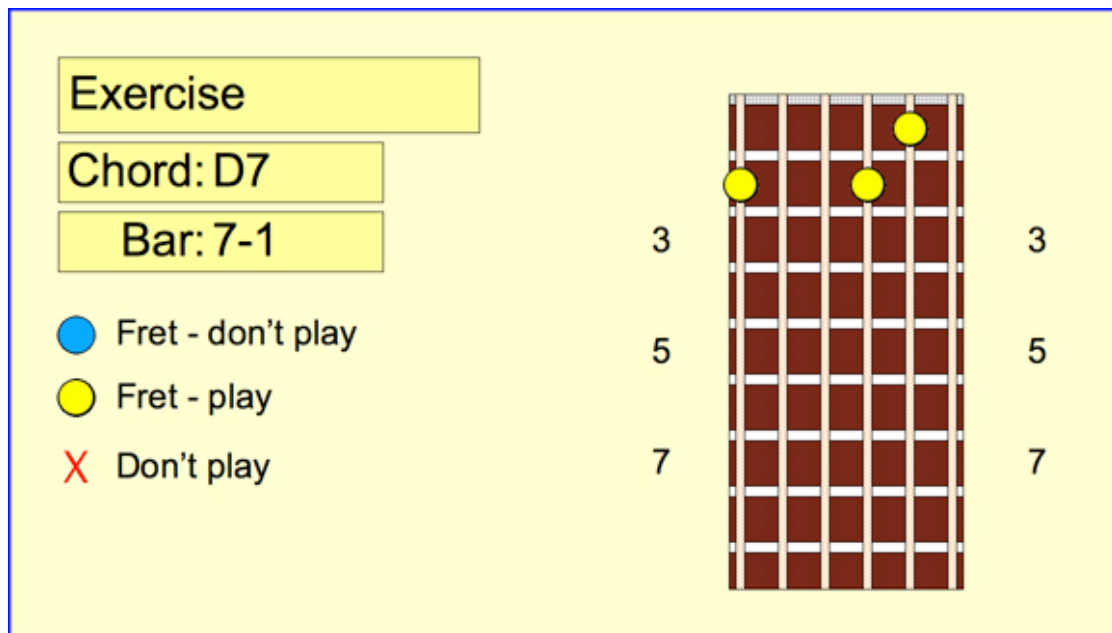 Exercise
Chord: D7
Bar: 7-1
Fret - don't play
Fret - play
X Don't play
3 3
5 5
7 7